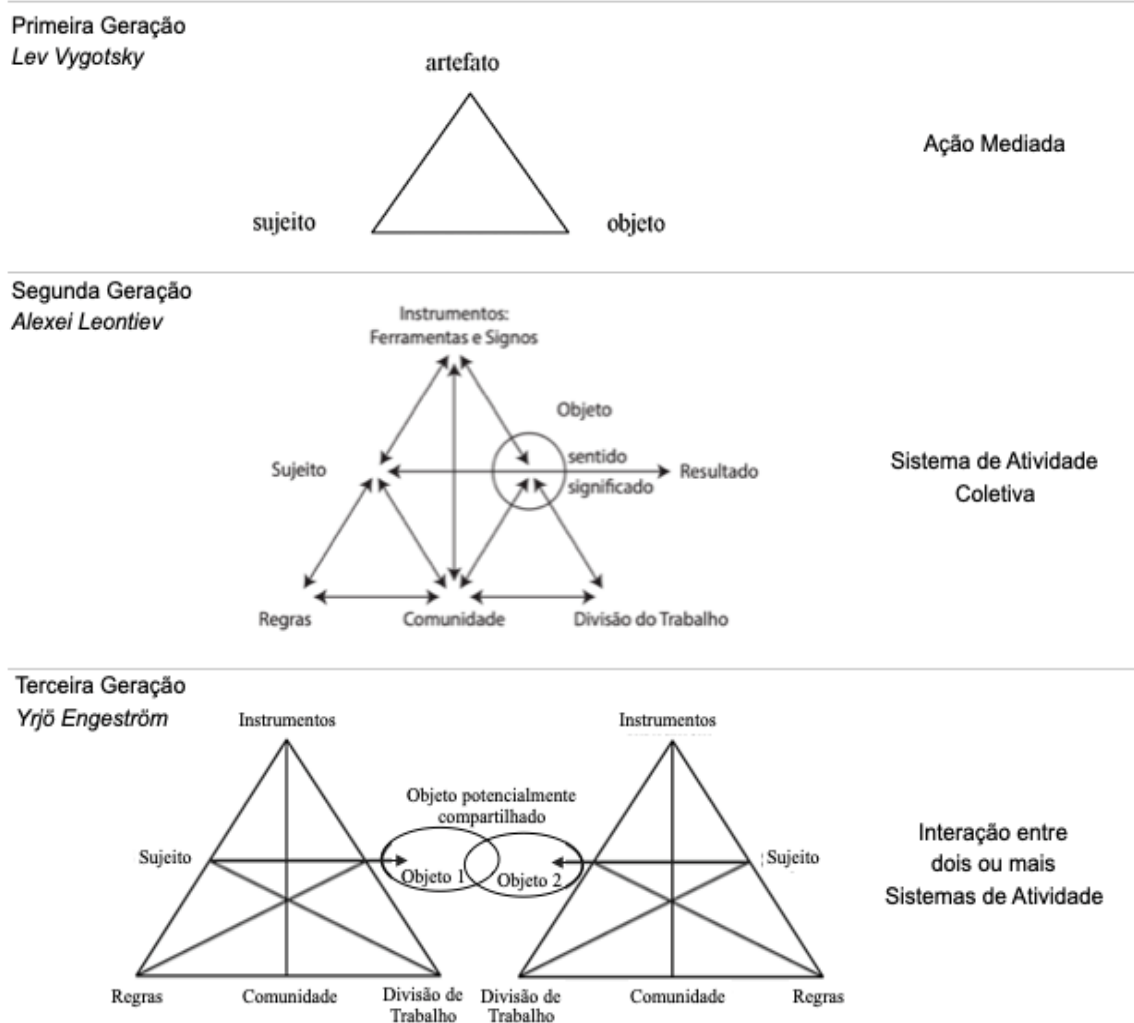 Primeira Geração
Lev Vygotsky
artefato
Ação Mediada
sujeito
objeto
Segunda Geração
Alexei Leontiev
Instrumentos:
Ferramentas e Signos
Objeto
sentido
Sujeito
Resultado
significado
Sistema de Atividade
Coletiva
Regras
Comunidade
Divisão do Trabalho
Terceira Geração
Yrjö Engeström
Instrumentos
Instrumentos
Objeto potencialmente
compartilhado
Sujeito
Objeto 1
Objeto 2
Sujeito
Interação entre
dois ou mais
Sistemas de Atividade
Regras
Comunidade
Divisão de
Trabalho
Divisão de
Trabalho
Comunidade
Regras